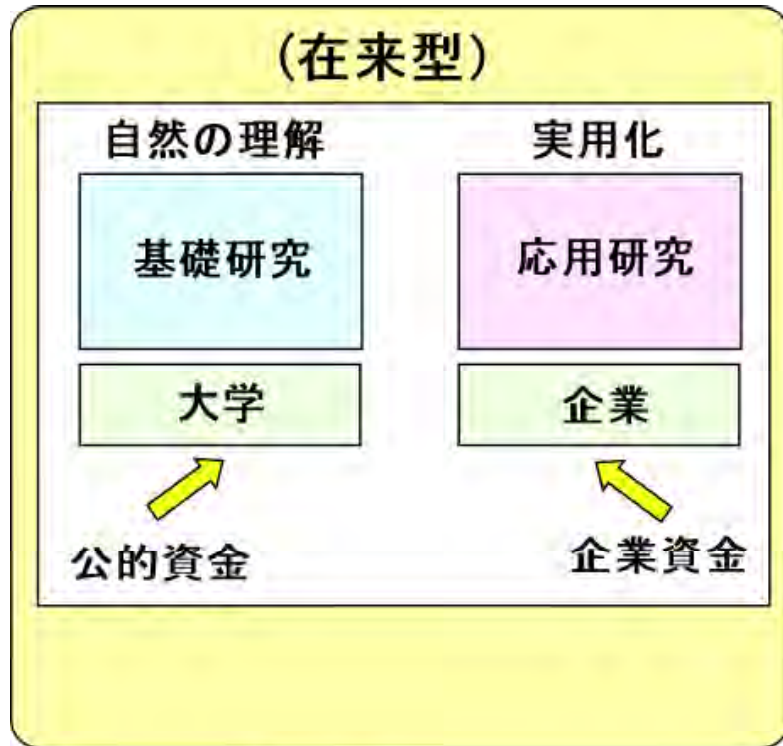 (在来型)
自然の理解
実用化
基礎研究
応用研究
大学
企業
公的資金
企業資金